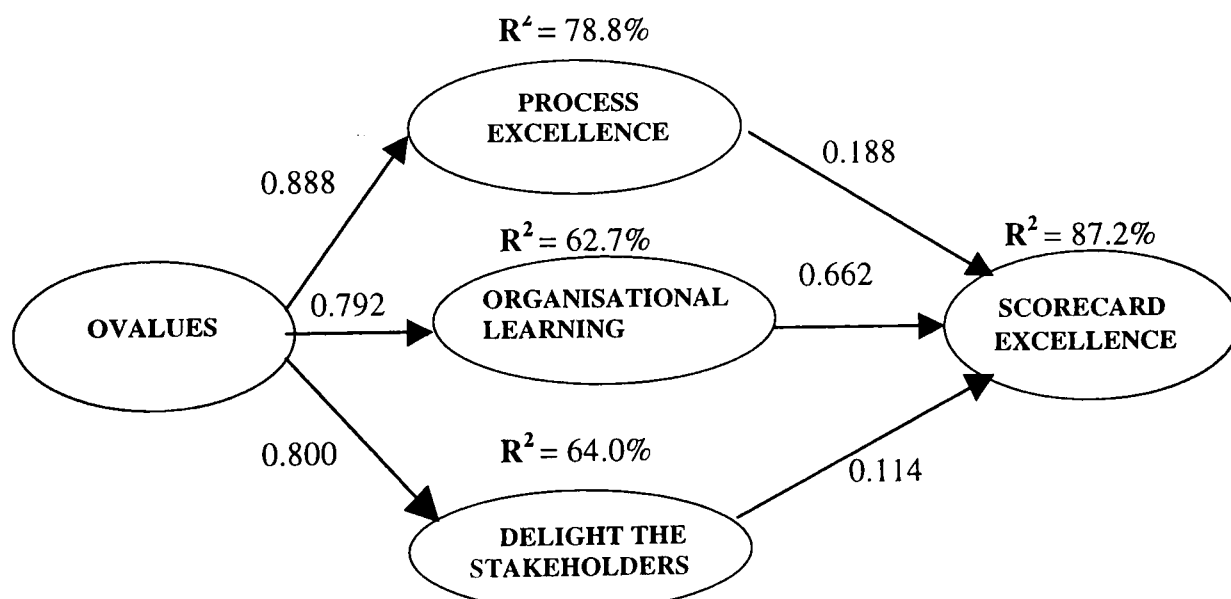 R² = 78.8%
PROCESS
EXCELLENCE
0.888
0.188
R² = 62.7%
R² = 87.2%
OVALUES
0.792
ORGANISATIONAL
LEARNING
0.662
SCORECARD
EXCELLENCE
0.800
R² = 64.0%
0.114
DELIGHT THE
STAKEHOLDERS